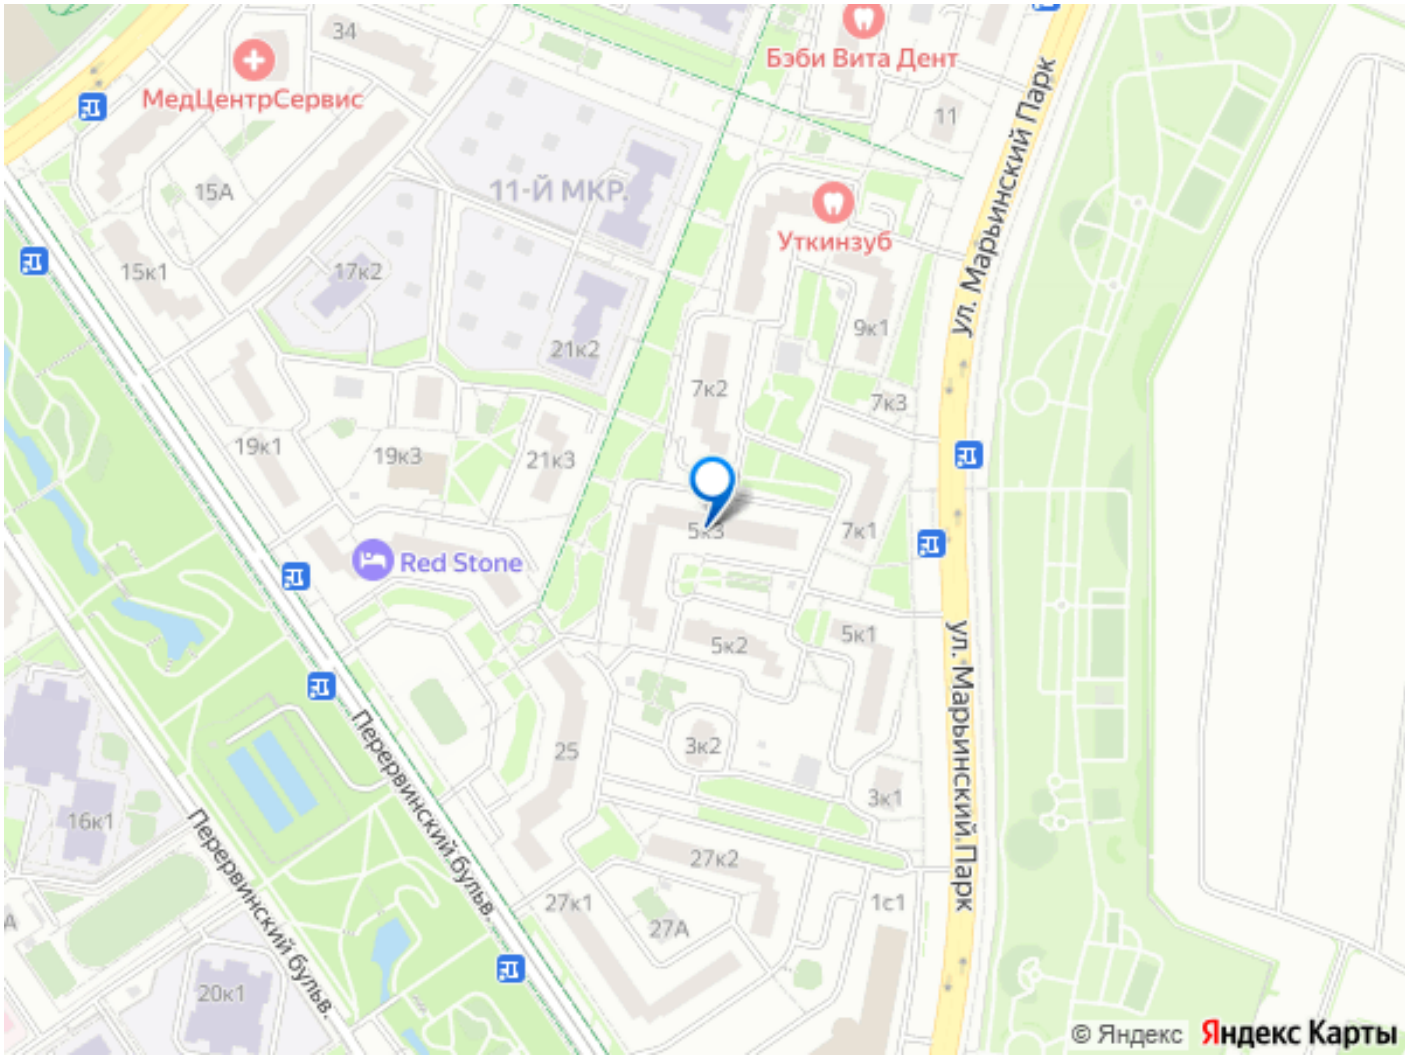 34
Бэби Вита Дент
МедЦентрСервис
11
ул. Марьинский Парк
15А
11-Й МКР.
Уткинзуб
15к1
17к2
9к1
21к2
7к2
7к3
19к1
19к3
21к3
5к3
7к1
Red Stone
5к2
5к1
ул. Марьинский Парк
Перервинский бульв.
25
3к2
3к1
16к1
Перервинский бульв.
27к2
27к1
1с1
А
27А
20к1
© Яндекс Яндекс Карты